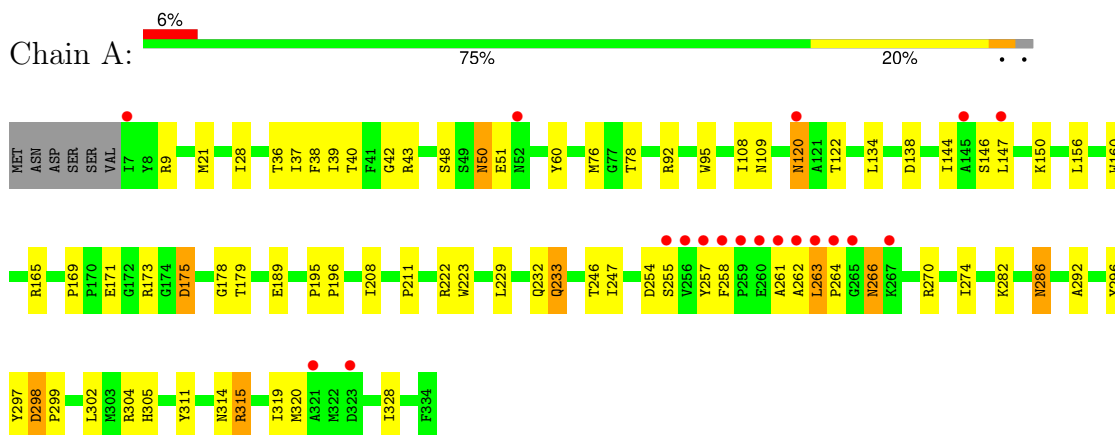 6%
Chain A:
75% 20% • •
MET ASN ASP SER SER VAL I7 Y8 R9 M21 I28 T36 I37 F38 I39 T40 F41 G42 R43 S48 S49 N50 E51 N52 Y60 M76 G77 T78 R92 W95 I108 N109 N120 A121 T122 L134 D138 I144 A145 S146 L147 K150 L156 W160
R165 P169 P170 E171 G172 R173 G174 D175 G178 T179 E189 P195 P196 I208 P211 R222 W223 L229 Q232 Q233 T246 I247 D254 S255 V256 Y257 F258 P259 E260 A261 A262 L263 P264 G265 N266 K267 R270 I274 K282 N286 A292 Y296
Y297 D298 P299 L302 M303 R304 H305 Y311 N314 R315 I319 M320 A321 M322 D323 I328 F334